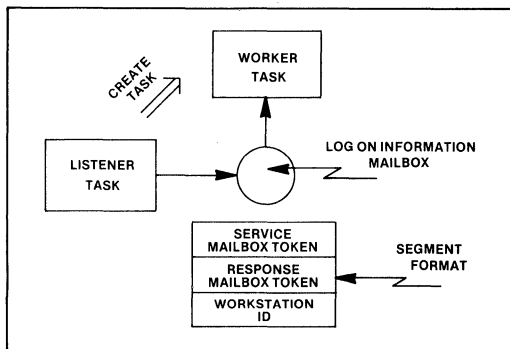 WORKER
TASK
CREATE
TASK
LISTENER
TASK
LOG ON INFORMATION
MAILBOX
SERVICE
MAILBOX TOKEN
RESPONSE
MAILBOX TOKEN
WORKSTATION
ID
SEGMENT
FORMAT